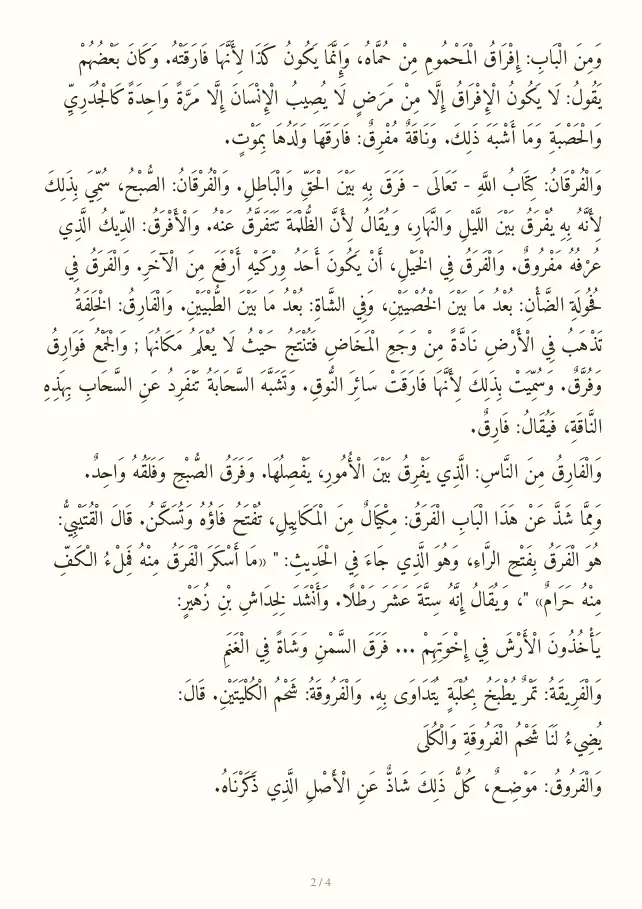 وَمِنَ الْبَابِ: إِفْرَاقُ الْمَحْمُومِ مِنْ حُمَّاهُ، وَإِنَّمَا يَكُونُ كَذَا لِأَنَّهَا فَارَقَتْهُ. وَكَانَ بَعْضُهُمْ
يَقُولُ: لَا يَكُونُ الْإِفْرَاقُ إِلَّا مِنْ مَرَضٍ لَا يُصِيبُ الْإِنْسَانَ إِلَّا مَرَّةً وَاحِدَةً كَالْجُدَرِيِّ
وَالْحَصْبَةِ وَمَا أَشْبَهَ ذَلِكَ. وَنَاقَةٌ مُفْرِقٌ: فَارَقَهَا وَلَدُهَا بِمَوْتٍ.
وَالْفُرْقَانُ: كِتَابُ اللَّهِ - تَعَالَى - فَرَقَ بِهِ بَيْنَ الْحَقِّ وَالْبَاطِلِ. وَالْفُرْقَانُ: الصُّبْحُ، سُمِّيَ بِذَلِكَ
لِأَنَّهُ بِهِ يُفْرَقُ بَيْنَ اللَّيْلِ وَالنَّهَارِ، وَيُقَالُ لِأَنَّ الظُّلْمَةَ تَتَفَرَّقُ عَنْهُ. وَالْأَفْرَقُ: الدِّيكُ الَّذِي
عُرْفُهُ مَفْرُوقٌ. وَالْفَرَقُ فِي الْخَيْلِ، أَنْ يَكُونَ أَحَدُ وِرْكَيْهِ أَرْفَعَ مِنَ الْآخَرِ. وَالْفَرَقُ فِي
فُحُولَةِ الضَّأْنِ: بُعْدُ مَا بَيْنَ الْخُصْيَيْنِ، وَفِي الشَّاةِ: بُعْدُ مَا بَيْنَ الطُّبْيَيْنِ. وَالْفَارِقُ: الْخَلِفَةُ
تَذْهَبُ فِي الْأَرْضِ نَادَّةً مِنْ وَجَعِ الْمَخَاضِ فَتُنْتَجُ حَيْثُ لَا يُعْلَمُ مَكَانُهَا ; وَالْجَمْعُ فَوَارِقُ
وَفُرَّقٌ. وَسُمِّيَتْ بِذَلِكَ لِأَنَّهَا فَارَقَتْ سَائِرَ النُّوقِ. وَتُشَبَّهُ السَّحَابَةُ تَنْفَرِدُ عَنِ السَّحَابِ بِهَذِهِ
النَّاقَةِ، فَيُقَالُ: فَارِقٌ.
وَالْفَارِقُ مِنَ النَّاسِ: الَّذِي يَفْرِقُ بَيْنَ الْأُمُورِ، يَفْصِلُهَا. وَفَرَقُ الصُّبْحِ وَفَلَقُهُ وَاحِدٌ.
وَمِمَّا شَذَّ عَنْ هَذَا الْبَابِ الْفَرَقُ: مِكْيَالٌ مِنَ الْمَكَايِيلِ، تُفْتَحُ فَاؤُهُ وَتُسَكَّنُ. قَالَ الْقُتَيْبِيُّ:
هُوَ الْفَرَقُ بِفَتْحِ الرَّاءِ، وَهُوَ الَّذِي جَاءَ فِي الْحَدِيثِ: " «مَا أَسْكَرَ الْفَرَقُ مِنْهُ فَمِلْءُ الْكَفِّ
مِنْهُ حَرَامٌ» "، وَيُقَالُ إِنَّهُ سِتَّةَ عَشَرَ رَطْلًا. وَأَنْشَدَ لِخِدَاشِ بْنِ زُهَيْرٍ:
يَأْخُذُونَ الْأَرْشَ فِي إِخْوَتِهِمْ ... فَرَقَ السَّمْنِ وَشَاةً فِي الْغَنَمِ
وَالْفَرِيقَةُ: تَمْرٌ يُطْبَخُ بِحُلْبَةٍ يُتَدَاوَى بِهِ. وَالْفَرُوقَةُ: شَحْمُ الْكُلْيَتَيْنِ. قَالَ:
يُضِيءُ لَنَا شَحْمُ الْفَرُوقَةِ وَالْكُلَى
وَالْفَرُوقُ: مَوْضِعٌ، كُلُّ ذَلِكَ شَاذٌّ عَنِ الْأَصْلِ الَّذِي ذَكَرْنَاهُ.
2 / 4